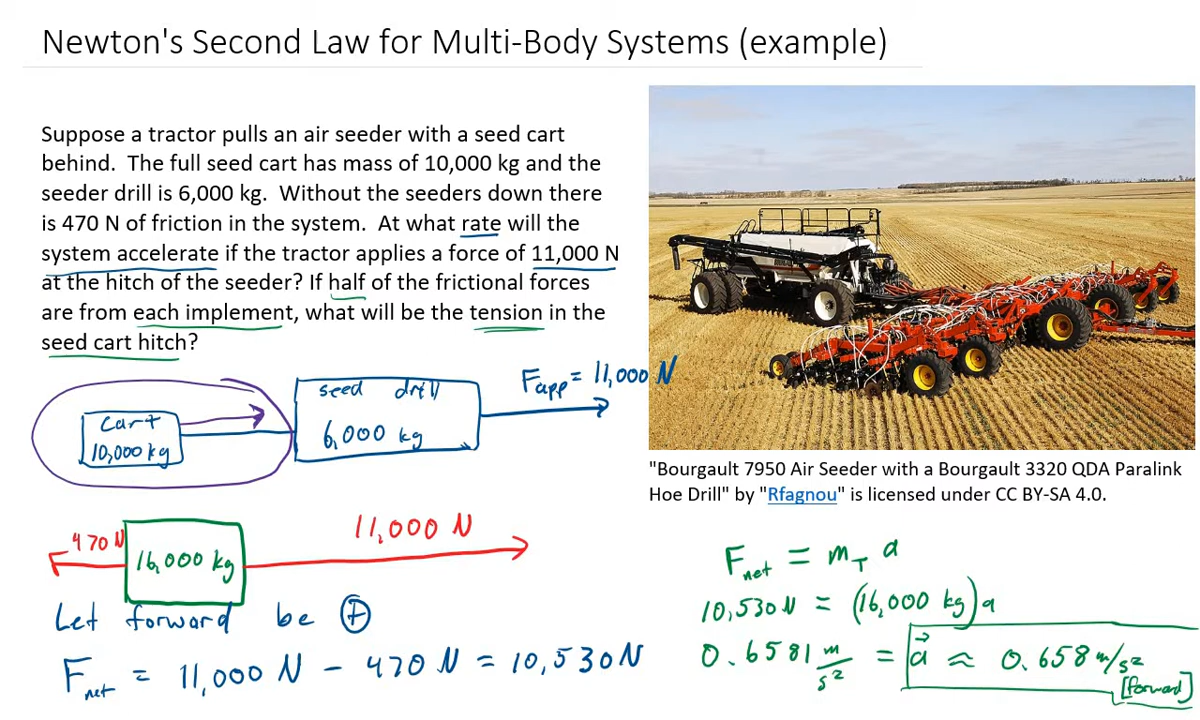 Newton's Second Law for Multi-Body Systems (example)
Suppose a tractor pulls an air seeder with a seed cart
behind. The full seed cart has mass of 10,000 kg and the
seeder drill is 6,000 kg. Without the seeders down there
is 470 N of friction in the system. At what rate will the
system accelerate if the tractor applies a force of 11,000 N
at the hitch of the seeder? If half of the frictional forces
are from each implement, what will be the tension in the
seed cart hitch?
"Bourgault 7950 Air Seeder with a Bourgault 3320 QDA Paralink
Hoe Drill" by "Rfagnou" is licensed under CC BY-SA 4.0.
cart
10,000 kg
seed drill
6,000 kg
Fapp = 11,000 N
470 N
16,000 kg
11,000 N
Let forward be ⊕
Fnet = 11,000 N - 470 N = 10,530 N
Fnet = mT a
10,530 N = (16,000 kg) a
0.6581 m/s² = a⃗ ≈ 0.658 m/s²
[forward]